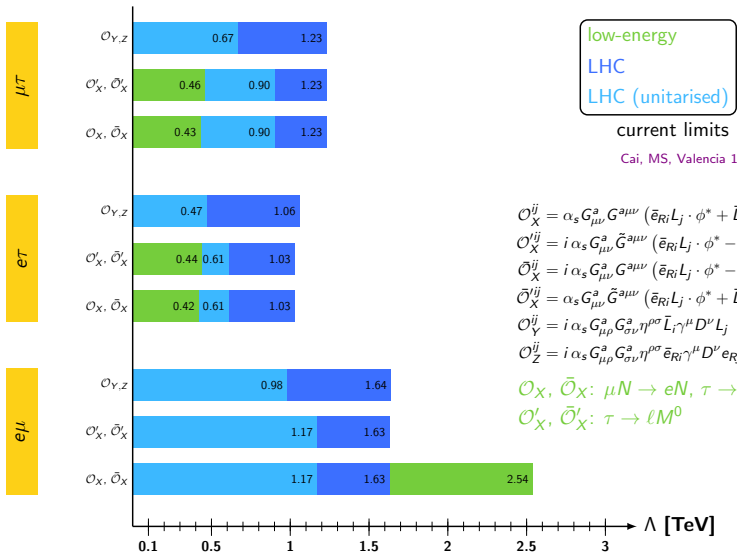 μτ
𝒪_{Y,Z} 0.67 1.23
𝒪′_X, 𝒪̄′_X 0.46 0.90 1.23
𝒪_X, 𝒪̄_X 0.43 0.90 1.23
low-energy
LHC
LHC (unitarised)
current limits
Cai, MS, Valencia 1
eτ
𝒪_{Y,Z} 0.47 1.06
𝒪′_X, 𝒪̄′_X 0.44 0.61 1.03
𝒪_X, 𝒪̄_X 0.42 0.61 1.03
𝒪_X^{ij} = α_s G^a_{μν} G^{aμν} (ē_{Ri} L_j · φ* + L̄
𝒪′_X^{ij} = i α_s G^a_{μν} G̃^{aμν} (ē_{Ri} L_j · φ* −
𝒪̄_X^{ij} = i α_s G^a_{μν} G^{aμν} (ē_{Ri} L_j · φ* −
𝒪̄′_X^{ij} = α_s G^a_{μν} G̃^{aμν} (ē_{Ri} L_j · φ* + L̄
𝒪_Y^{ij} = i α_s G^a_{μρ} G^a_{σν} η^{ρσ} L̄_i γ^μ D^ν L_j
𝒪_Z^{ij} = i α_s G^a_{μρ} G^a_{σν} η^{ρσ} ē_{Ri} γ^μ D^ν e_{Rj}
𝒪_X, 𝒪̄_X: μN → eN, τ →
𝒪′_X, 𝒪̄′_X: τ → ℓM^0
eμ
𝒪_{Y,Z} 0.98 1.64
𝒪′_X, 𝒪̄′_X 1.17 1.63
𝒪_X, 𝒪̄_X 1.17 1.63 2.54
0.1 0.5 1 1.5 2 2.5 3
Λ [TeV]